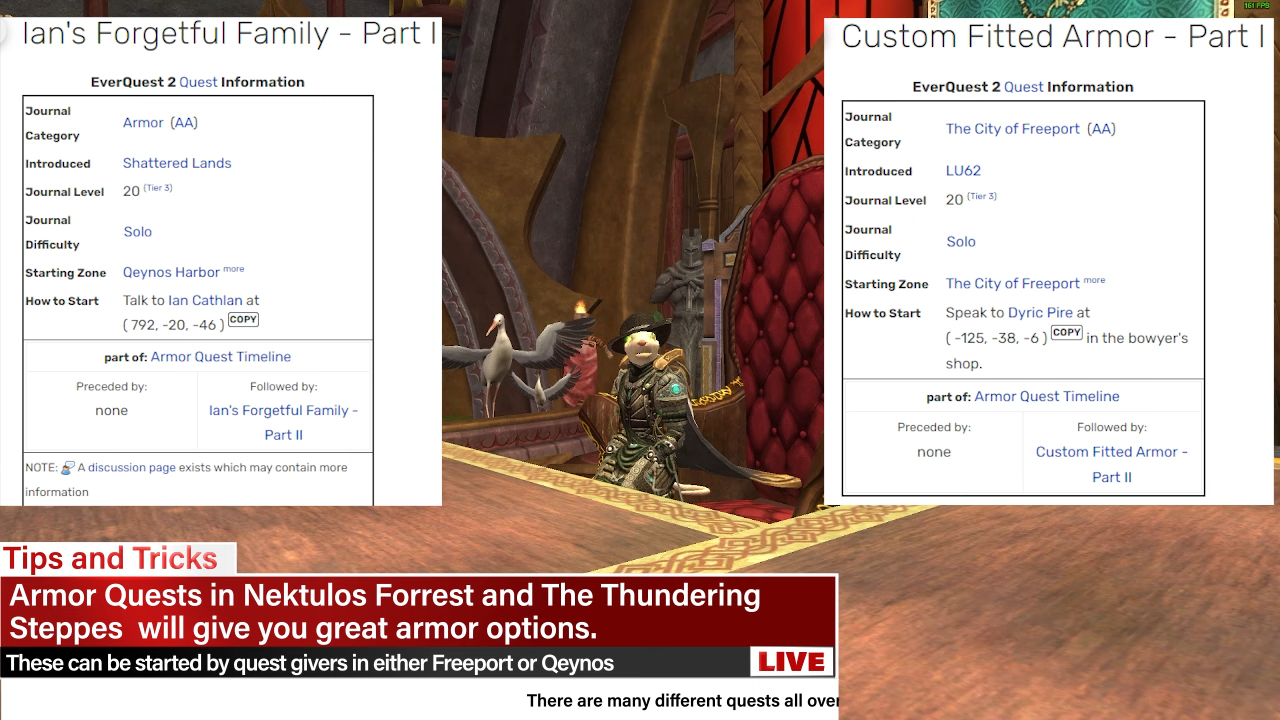 161 FPS
Ian's Forgetful Family - Part I
EverQuest 2 Quest Information
Journal
Category
Armor (AA)
Introduced
Shattered Lands
Journal Level
20 (Tier 3)
Journal
Difficulty
Solo
Starting Zone
Qeynos Harbor more
How to Start
Talk to Ian Cathlan at
( 792, -20, -46 ) COPY
part of: Armor Quest Timeline
Preceded by:
none
Followed by:
Ian's Forgetful Family -
Part II
NOTE: A discussion page exists which may contain more
information
Custom Fitted Armor - Part I
EverQuest 2 Quest Information
Journal
Category
The City of Freeport (AA)
Introduced
LU62
Journal Level
20 (Tier 3)
Journal
Difficulty
Solo
Starting Zone
The City of Freeport more
How to Start
Speak to Dyric Pire at
( -125, -38, -6 ) COPY in the bowyer's
shop.
part of: Armor Quest Timeline
Preceded by:
none
Followed by:
Custom Fitted Armor -
Part II
Tips and Tricks
Armor Quests in Nektulos Forrest and The Thundering
Steppes will give you great armor options.
These can be started by quest givers in either Freeport or Qeynos
LIVE
There are many different quests all over